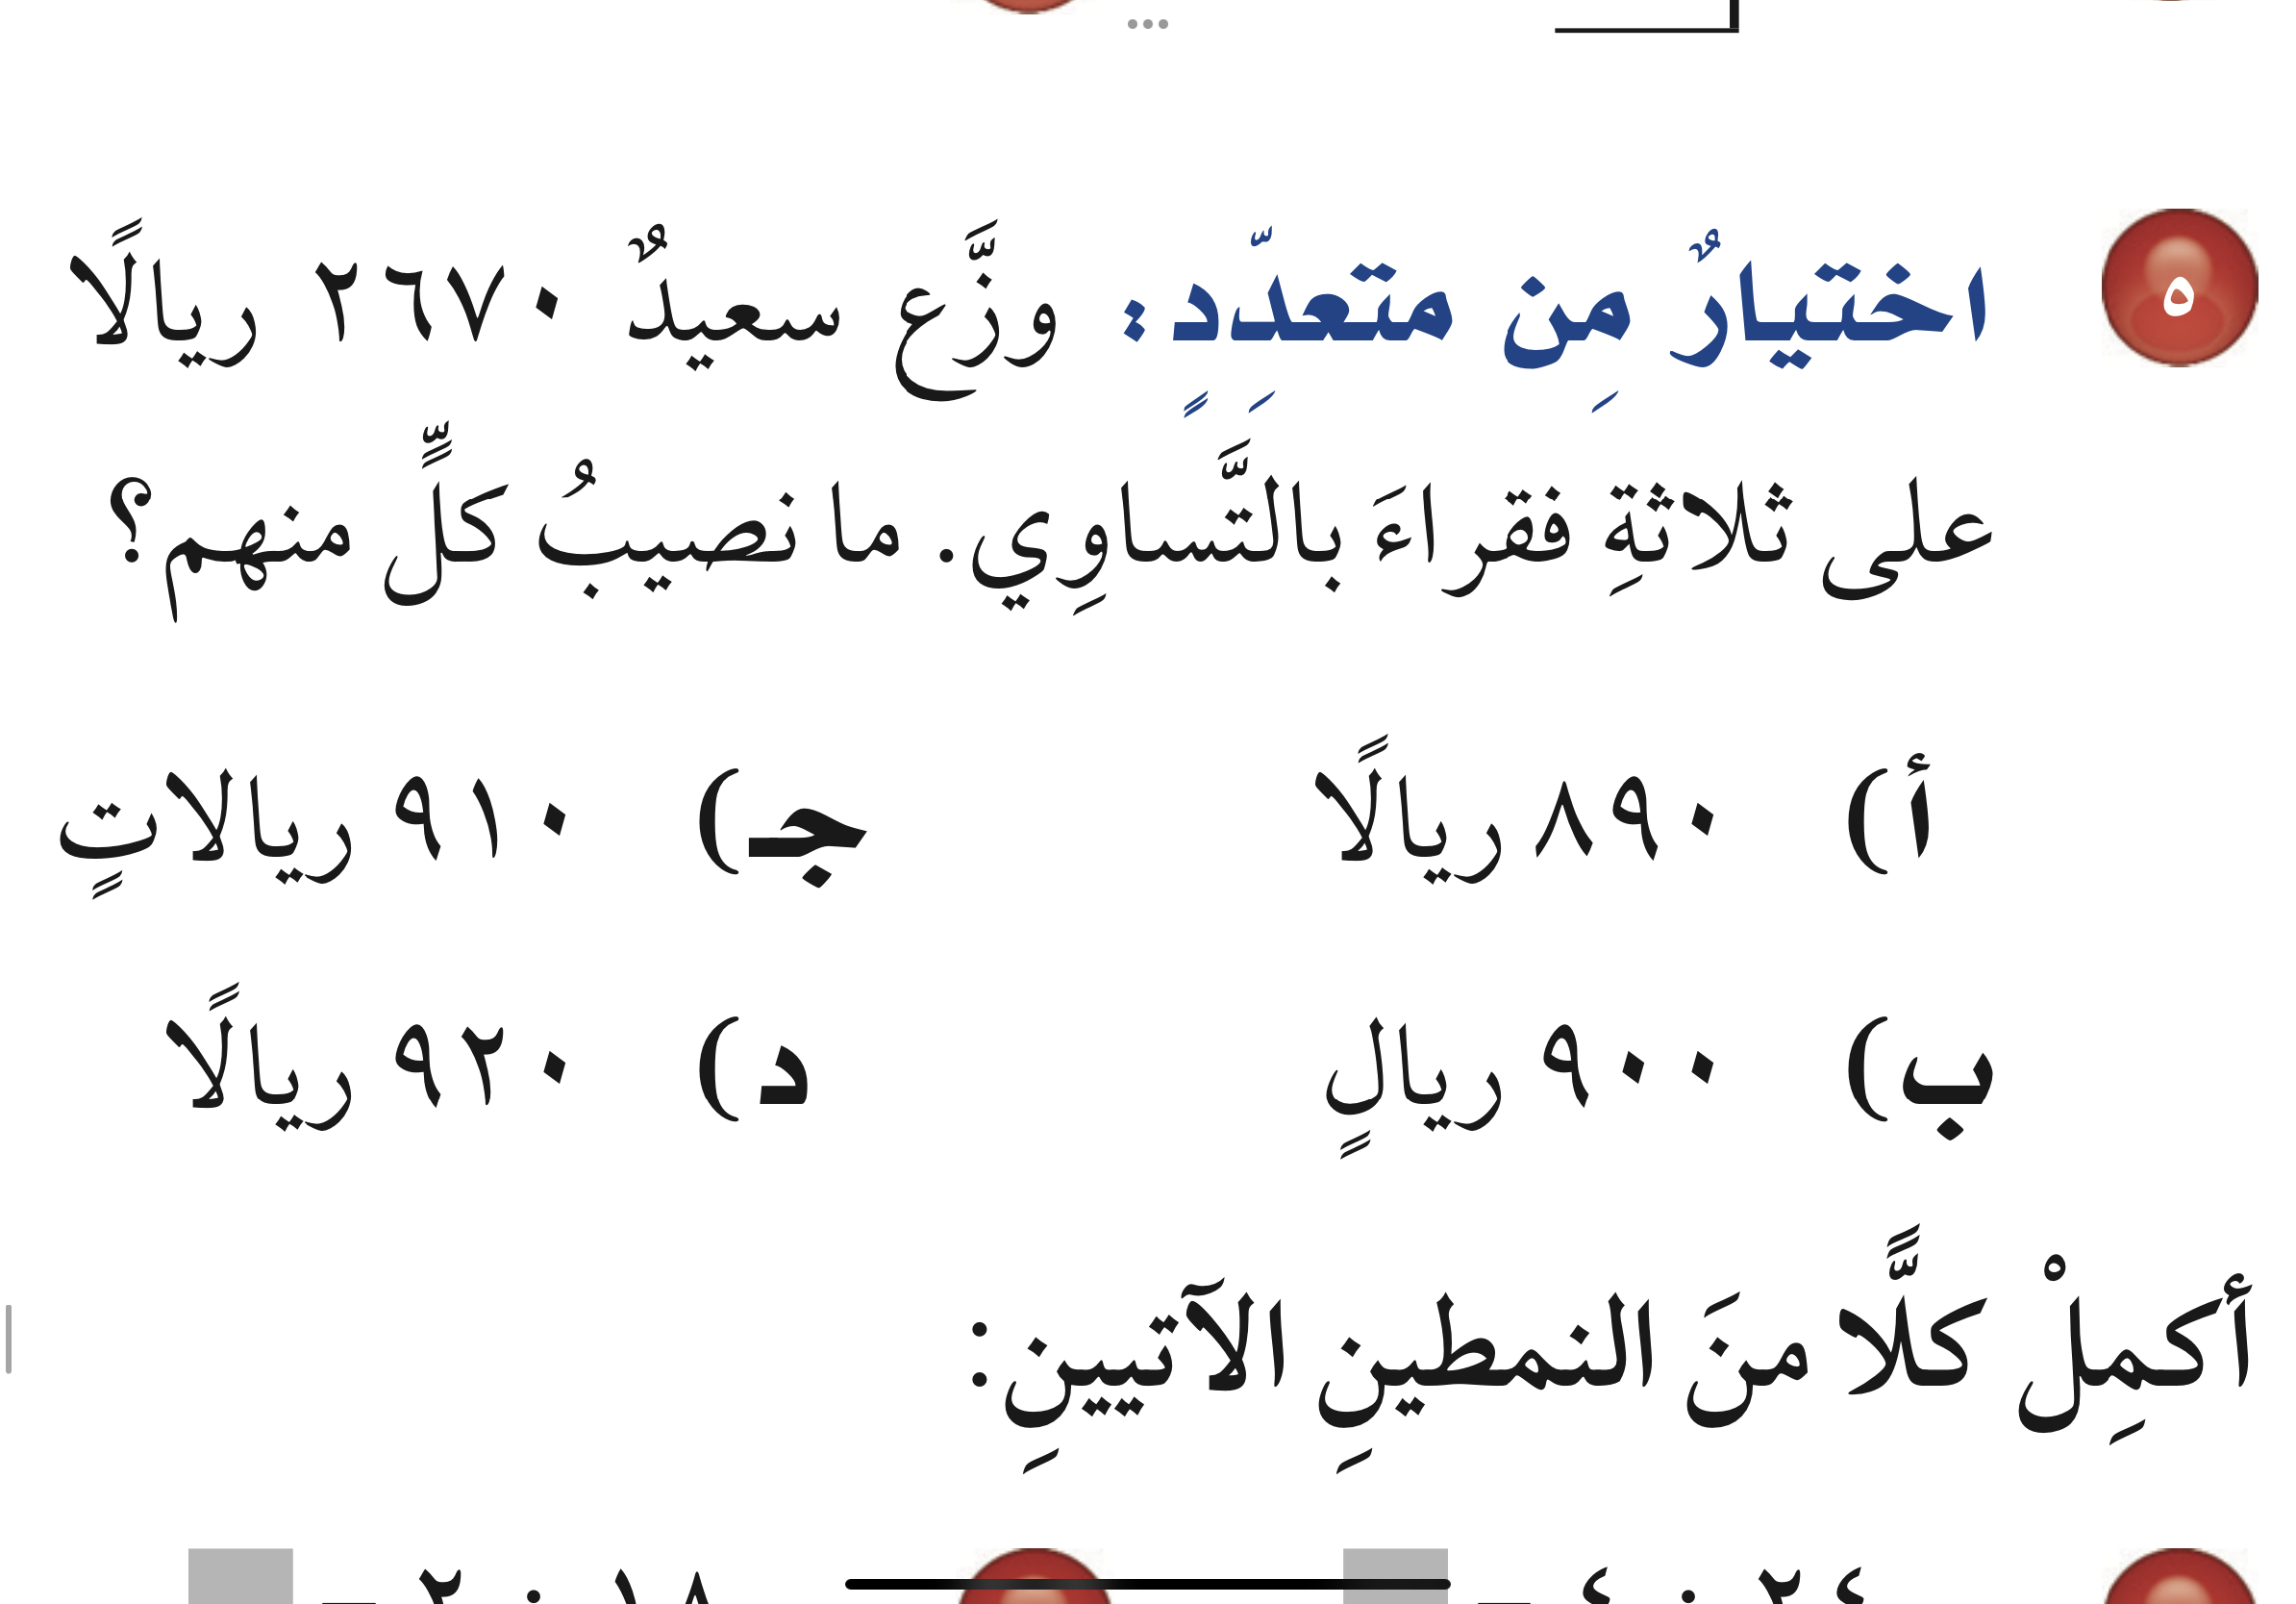 ٥ اختيارٌ مِن متعدّدٍ: وزَّع سعيدٌ ٢٦٧٠ ريالًا
على ثلاثةِ فقراءَ بالتَّساوِي. ما نصيبُ كلٍّ منهم؟
أ) ٨٩٠ ريالًا جـ) ٩١٠ ريالاتٍ
ب) ٩٠٠ ريالٍ د) ٩٢٠ ريالًا
أكمِلْ كلًّا منَ النمطينِ الآتيينِ: